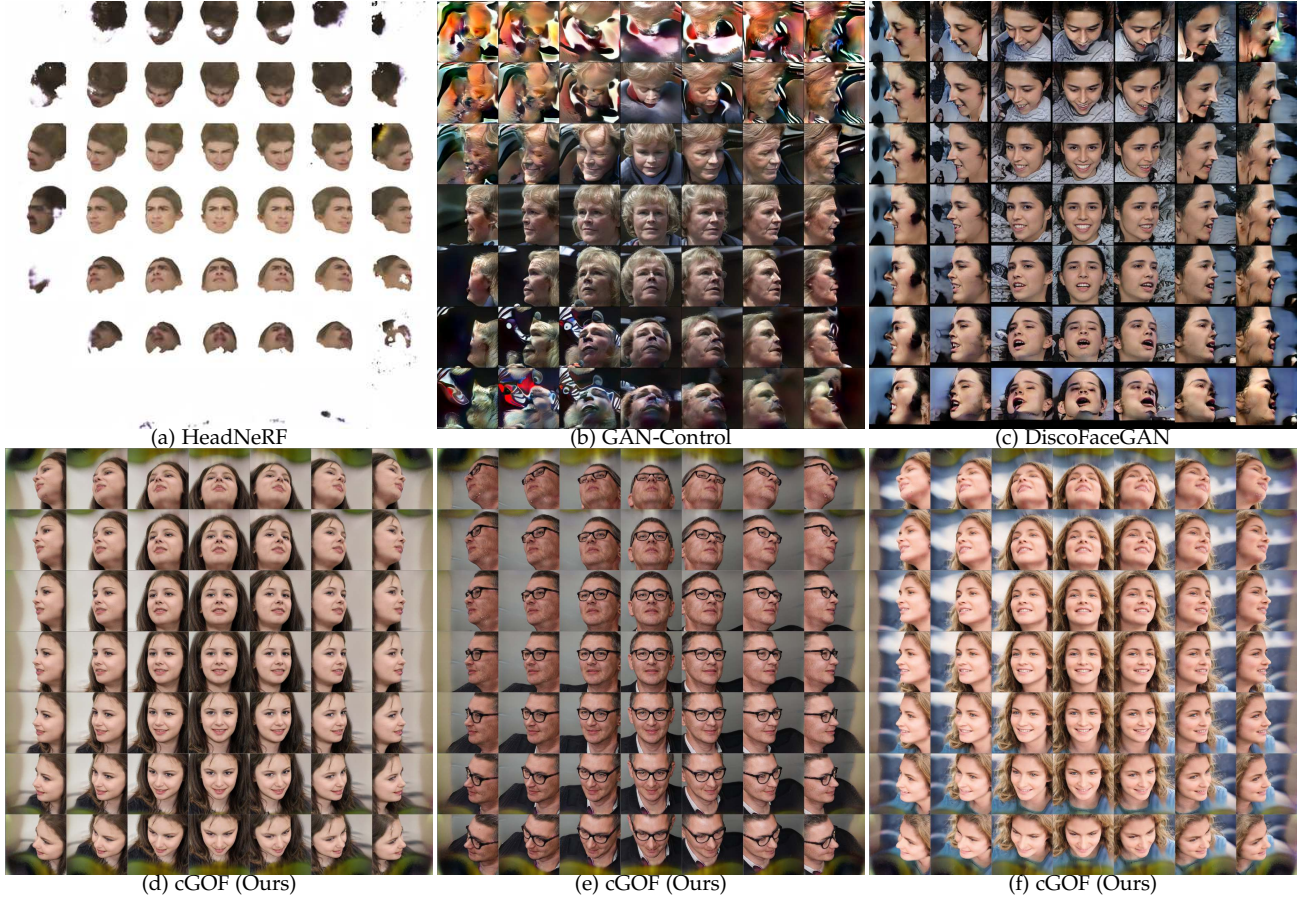 (a) HeadNeRF
(b) GAN-Control
(c) DiscoFaceGAN
(d) cGOF (Ours)
(e) cGOF (Ours)
(f) cGOF (Ours)